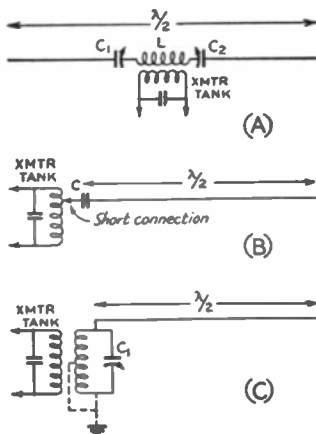 λ/2
C1 L C2
XMTR
TANK
(A)
XMTR
TANK
C
λ/2
Short connection
(B)
XMTR
TANK
λ/2
C1
(C)